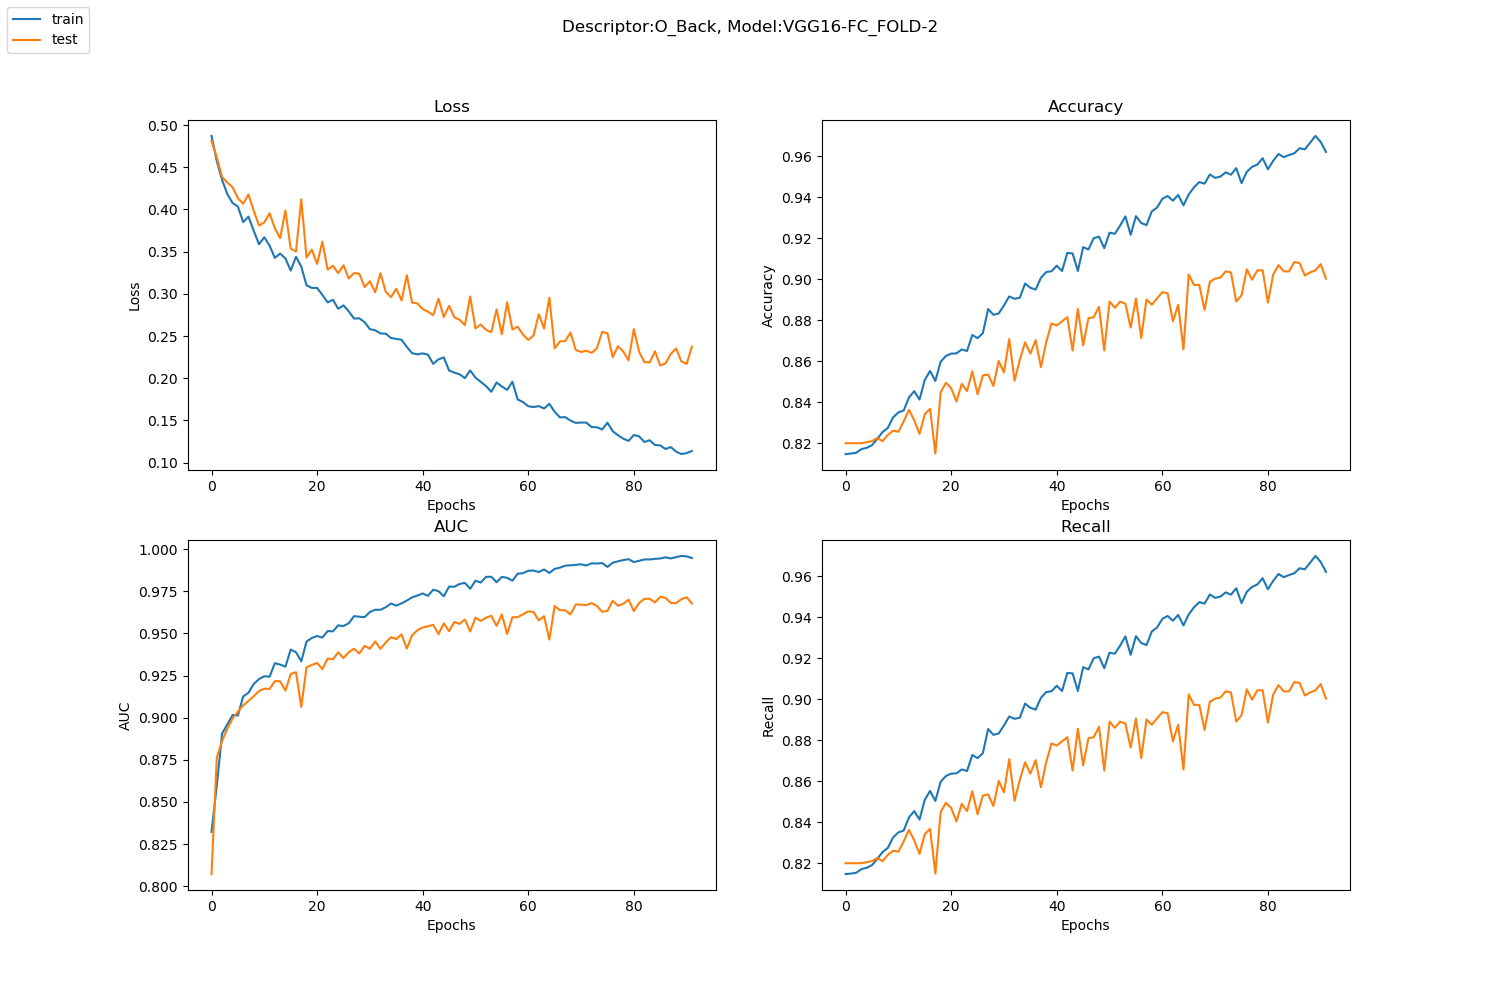 train
test
Descriptor:O_Back, Model:VGG16-FC_FOLD-2
Loss
0.50
0.45
0.40
0.35
0.30
0.25
0.20
0.15
0.10
Loss
0 20 40 60 80
Epochs
Accuracy
0.96
0.94
0.92
0.90
0.88
0.86
0.84
0.82
Accuracy
0 20 40 60 80
Epochs
AUC
1.000
0.975
0.950
0.925
0.900
0.875
0.850
0.825
0.800
AUC
0 20 40 60 80
Epochs
Recall
0.96
0.94
0.92
0.90
0.88
0.86
0.84
0.82
Recall
0 20 40 60 80
Epochs